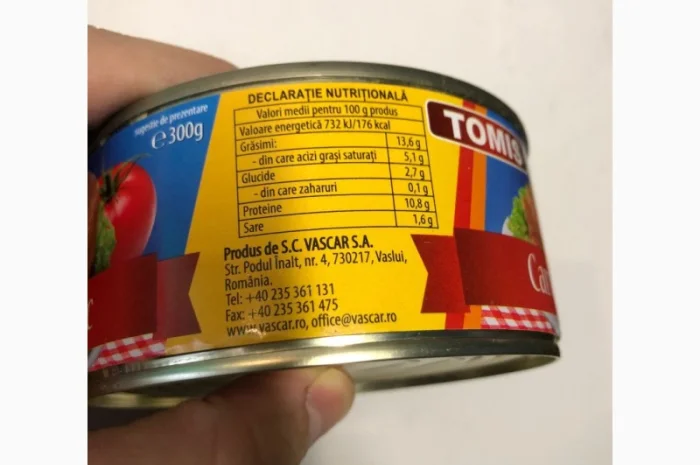 sugestie de prezentare
℮300g
DECLARAȚIE NUTRIȚIONALĂ
Valori medii pentru 100 g produs
Valoare energetică 732 kJ/176 kcal
Grăsimi: 13,6 g
- din care acizi grași saturați 5,1 g
Glucide 2,7 g
- din care zaharuri 0,1 g
Proteine 10,8 g
Sare 1,6 g
Produs de S.C. VASCAR S.A.
Str. Podul Înalt, nr. 4, 730217, Vaslui,
România.
Tel: +40 235 361 131
Fax: +40 235 361 475
www.vascar.ro, office@vascar.ro
TOMIS